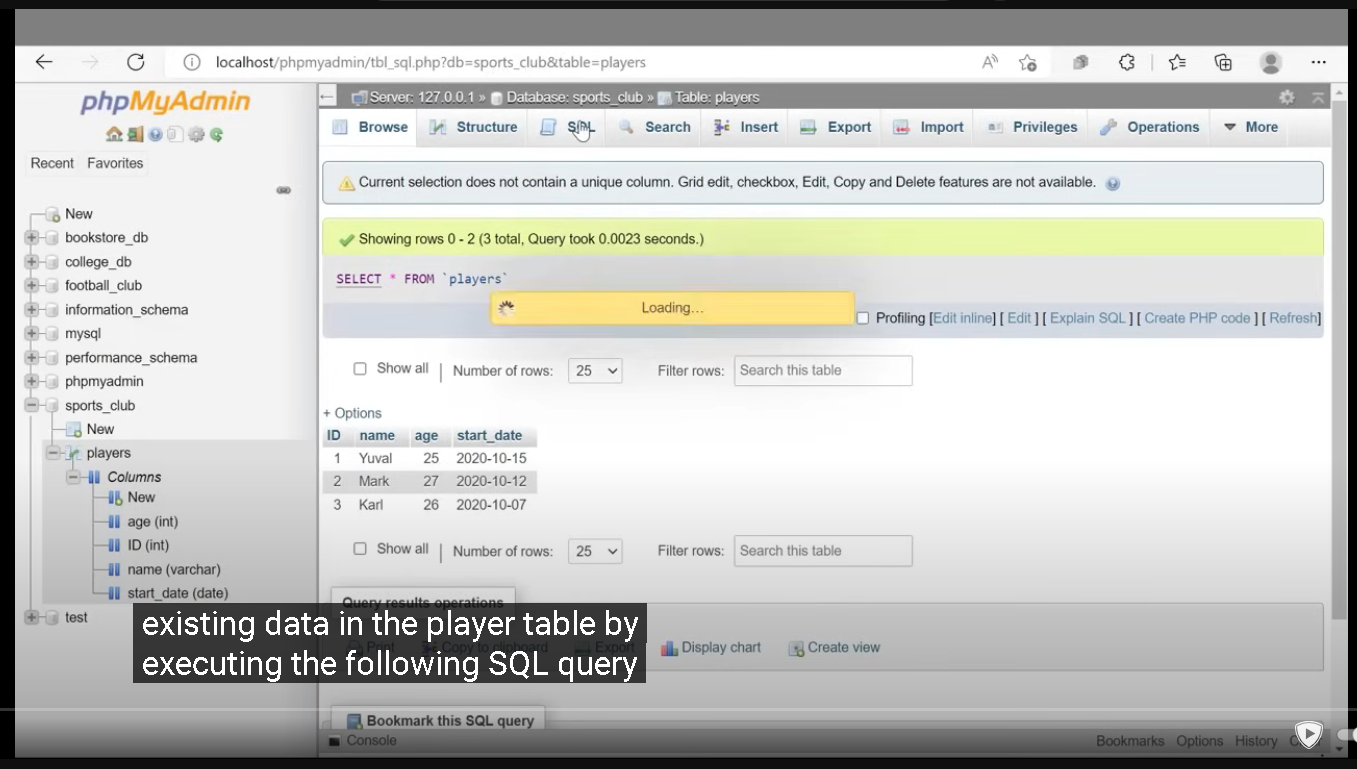 localhost/phpmyadmin/tbl_sql.php?db=sports_club&table=players
phpMyAdmin
Recent Favorites
New
bookstore_db
college_db
football_club
information_schema
mysql
performance_schema
phpmyadmin
sports_club
New
players
Columns
New
age (int)
ID (int)
name (varchar)
start_date (date)
test
Server: 127.0.0.1 » Database: sports_club » Table: players
Browse Structure SQL Search Insert Export Import Privileges Operations More
Current selection does not contain a unique column. Grid edit, checkbox, Edit, Copy and Delete features are not available.
Showing rows 0 - 2 (3 total, Query took 0.0023 seconds.)
SELECT * FROM `players`
Loading…
Profiling [Edit inline] [ Edit ] [ Explain SQL ] [ Create PHP code ] [ Refresh]
Show all | Number of rows: 25 Filter rows: Search this table
+ Options
ID name age start_date
1 Yuval 25 2020-10-15
2 Mark 27 2020-10-12
3 Karl 26 2020-10-07
Show all | Number of rows: 25 Filter rows: Search this table
Query results operations
Print Copy to clipboard Export Display chart Create view
existing data in the player table by
executing the following SQL query
Bookmark this SQL query
Console Bookmarks Options History